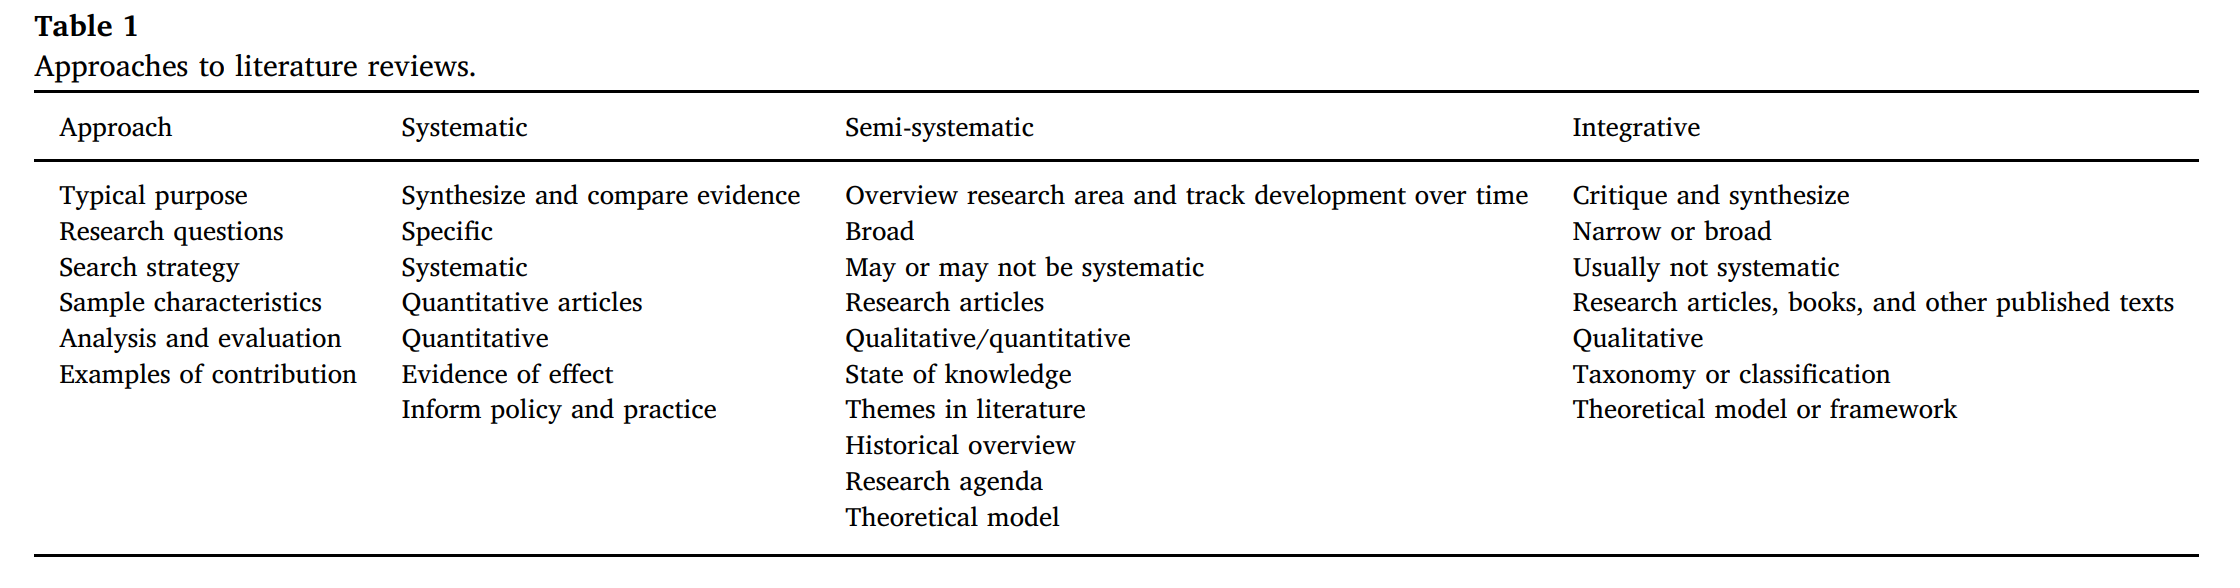 Table 1
Approaches to literature reviews.
Approach Systematic Semi-systematic Integrative
Typical purpose Synthesize and compare evidence Overview research area and track development over time Critique and synthesize
Research questions Specific Broad Narrow or broad
Search strategy Systematic May or may not be systematic Usually not systematic
Sample characteristics Quantitative articles Research articles Research articles, books, and other published texts
Analysis and evaluation Quantitative Qualitative/quantitative Qualitative
Examples of contribution Evidence of effect State of knowledge Taxonomy or classification
Inform policy and practice Themes in literature Theoretical model or framework
Historical overview
Research agenda
Theoretical model